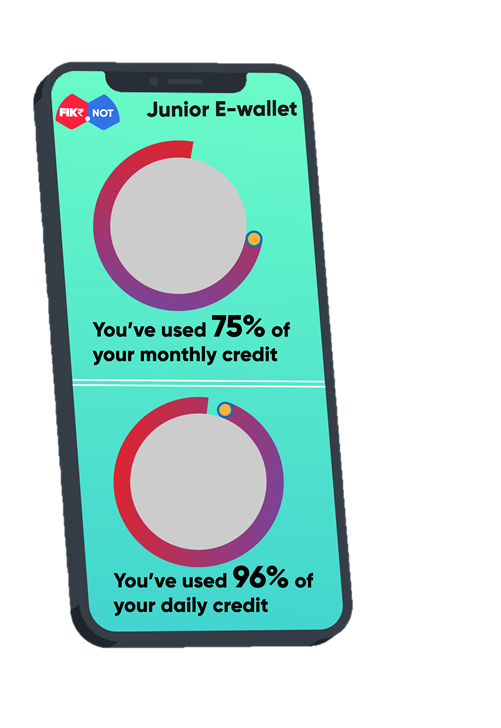 FIK₹ NOT
Junior E-wallet
You've used 75% of
your monthly credit
You've used 96% of
your daily credit